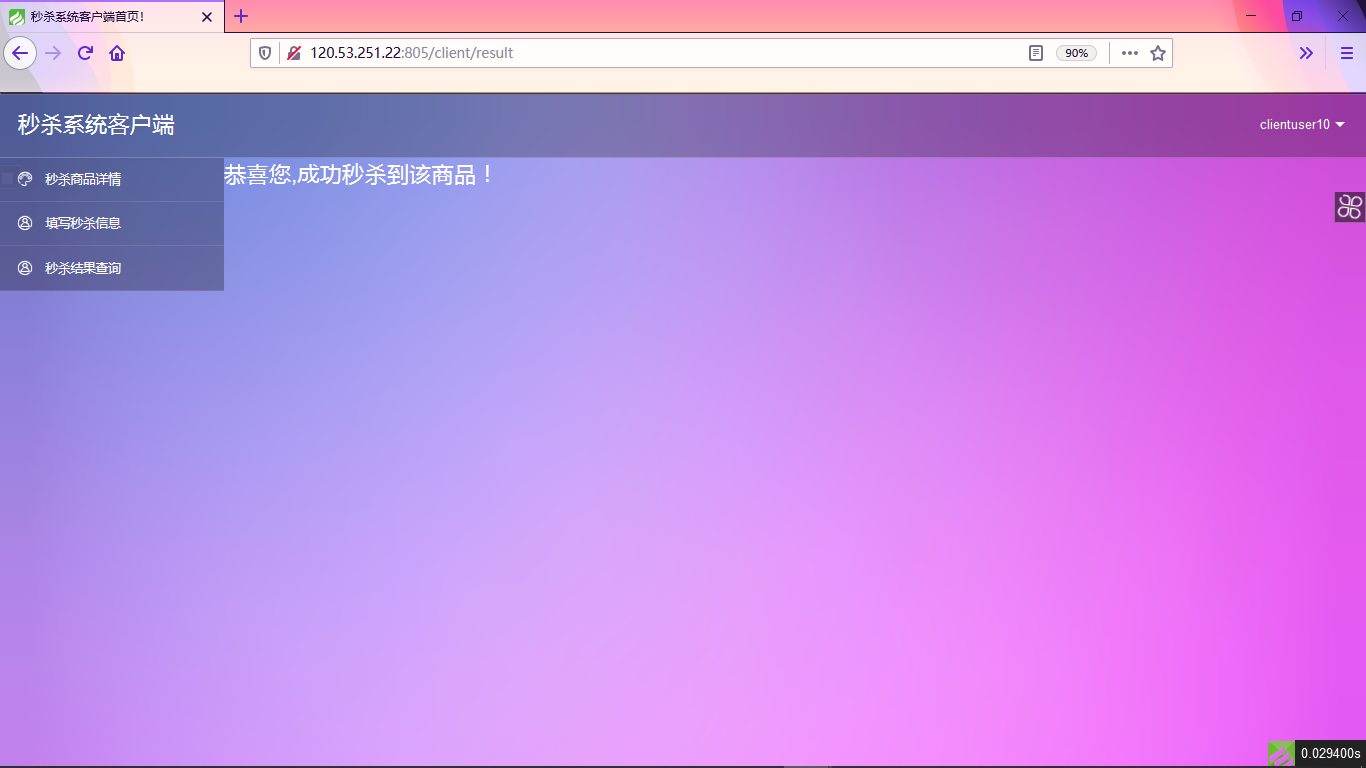 秒杀系统客户端首页!
120.53.251.22:805/client/result
90%
秒杀系统客户端
clientuser10
秒杀商品详情
恭喜您,成功秒杀到该商品！
填写秒杀信息
秒杀结果查询
0.029400s